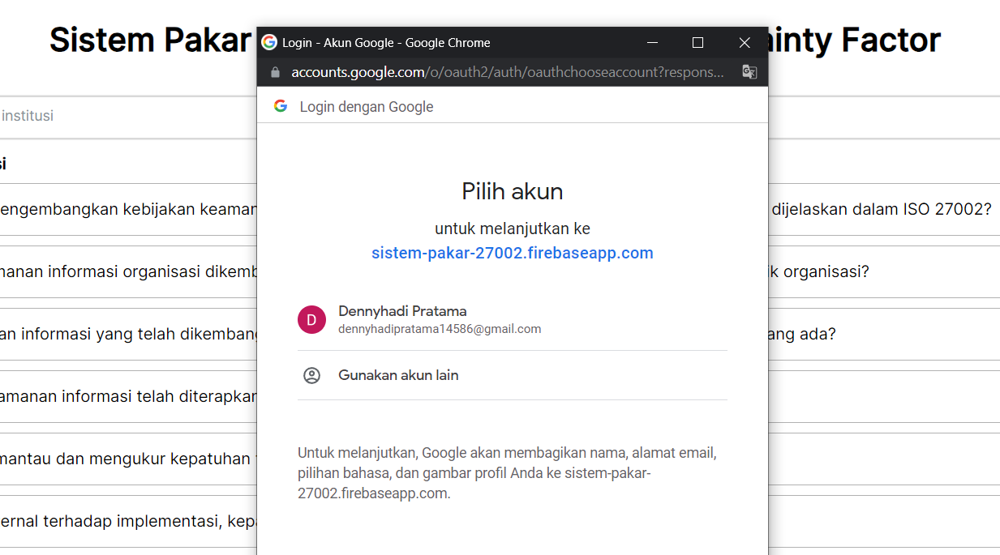 Sistem Pakar
ainty Factor
Login - Akun Google - Google Chrome
accounts.google.com/o/oauth2/auth/oauthchooseaccount?respons...
Login dengan Google
institusi
si
engembangkan kebijakan keaman
dijelaskan dalam ISO 27002?
anan informasi organisasi dikemb
ik organisasi?
an informasi yang telah dikembang
ang ada?
amanan informasi telah diterapkan
mantau dan mengukur kepatuhan
ernal terhadap implementasi, kepa
Pilih akun
untuk melanjutkan ke
sistem-pakar-27002.firebaseapp.com
D
Dennyhadi Pratama
dennyhadipratama14586@gmail.com
Gunakan akun lain
Untuk melanjutkan, Google akan membagikan nama, alamat email,
pilihan bahasa, dan gambar profil Anda ke sistem-pakar-
27002.firebaseapp.com.